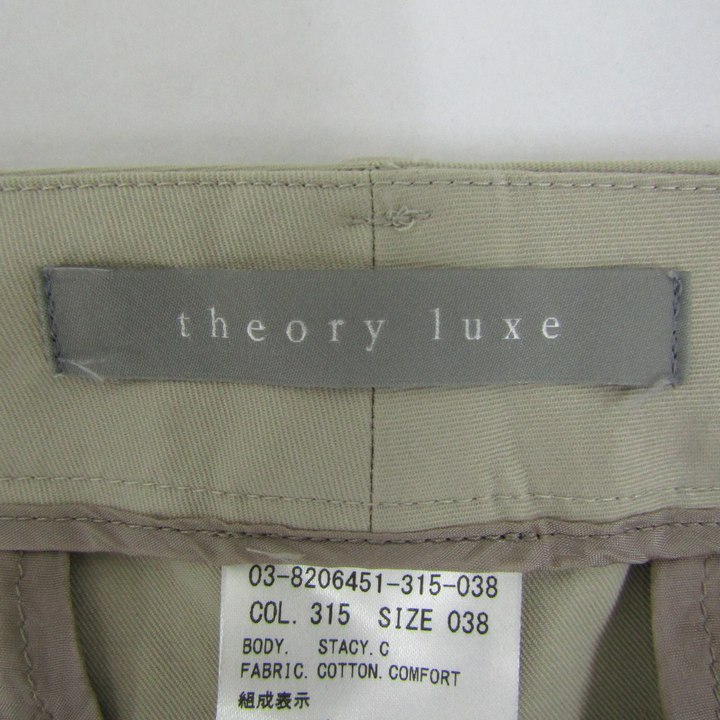 theory luxe
03-8206451-315-038
COL. 315 SIZE 038
BODY. STACY.C
FABRIC. COTTON. COMFORT
組成表示